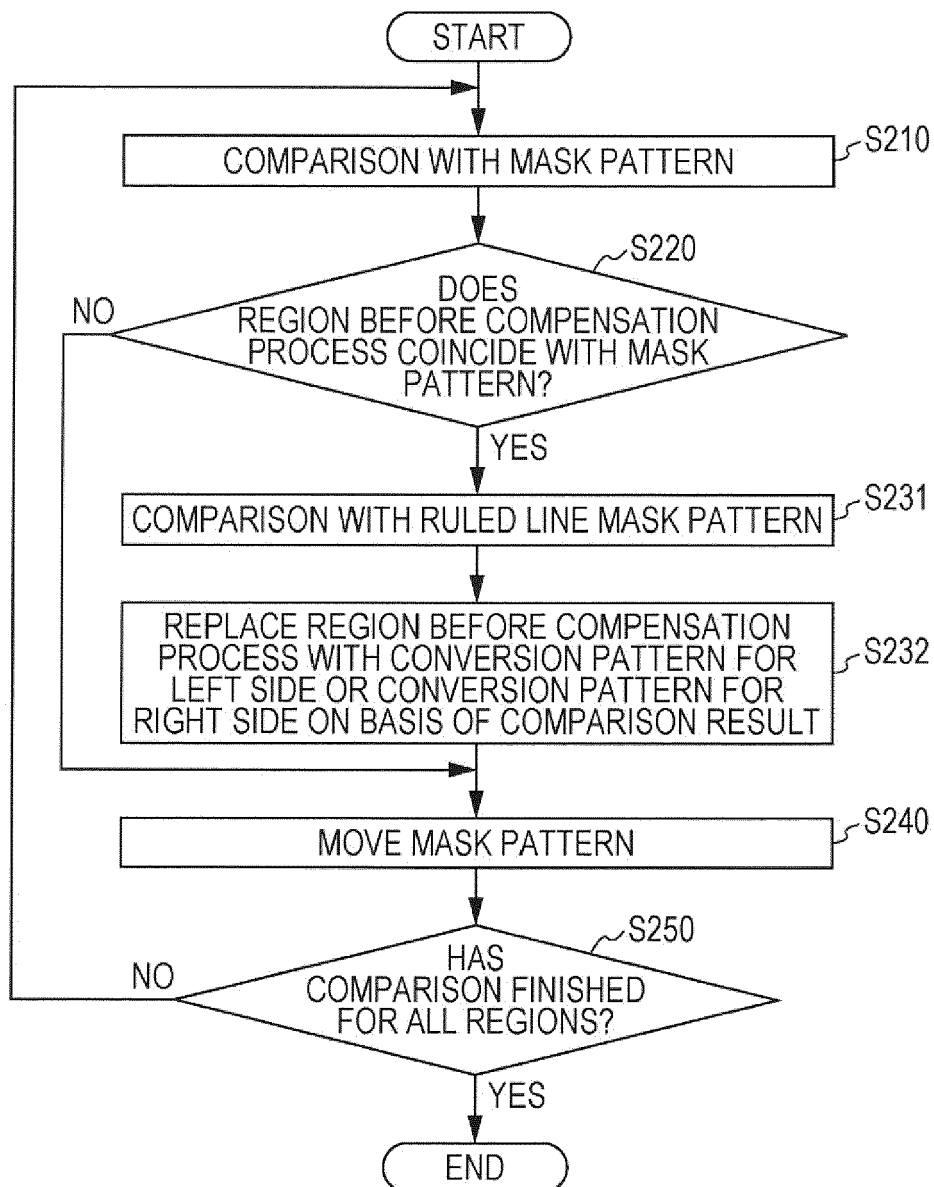 START
COMPARISON WITH MASK PATTERN
S210
S220
DOES
REGION BEFORE COMPENSATION
PROCESS COINCIDE WITH MASK
PATTERN?
NO
YES
COMPARISON WITH RULED LINE MASK PATTERN
S231
REPLACE REGION BEFORE COMPENSATION
PROCESS WITH CONVERSION PATTERN FOR
LEFT SIDE OR CONVERSION PATTERN FOR
RIGHT SIDE ON BASIS OF COMPARISON RESULT
S232
MOVE MASK PATTERN
S240
S250
HAS
COMPARISON FINISHED
FOR ALL REGIONS?
NO
YES
END